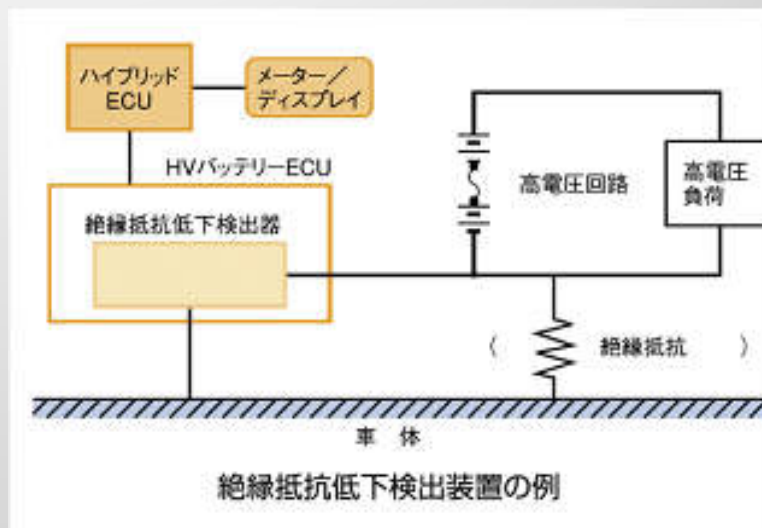 ハイブリッド
ECU
メーター／
ディスプレイ
HVバッテリーECU
絶縁抵抗低下検出器
高電圧回路
高電圧
負荷
（　絶縁抵抗　）
車　体
絶縁抵抗低下検出装置の例